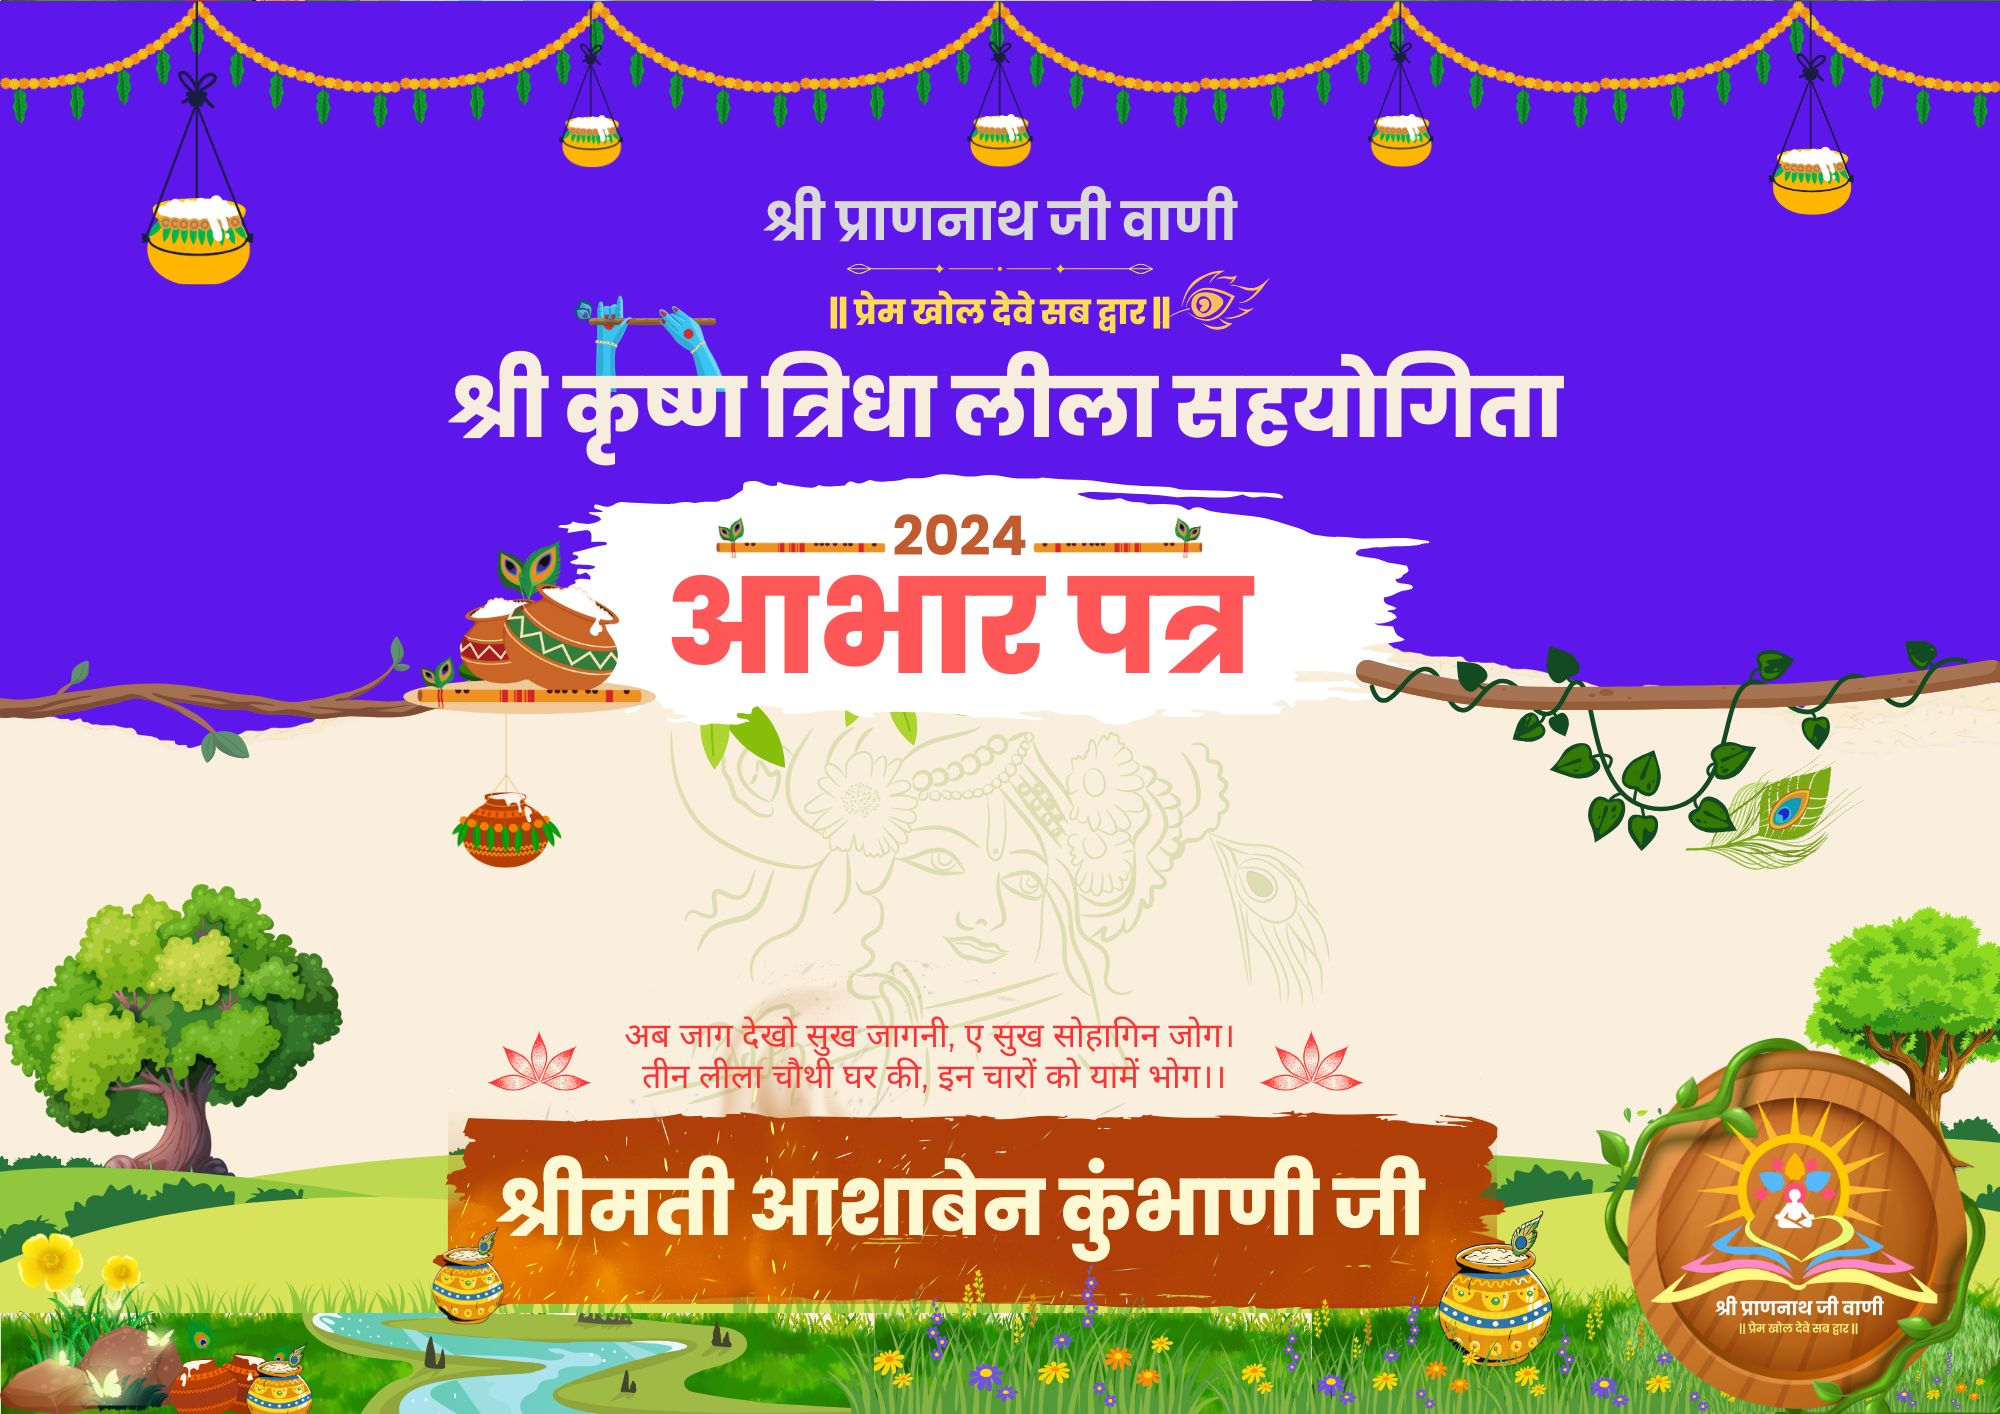 श्री प्राणनाथ जी वाणी
॥ प्रेम खोल देवे सब द्वार ॥
श्री कृष्ण त्रिधा लीला सहयोगिता
2024
आभार पत्र
अब जाग देखो सुख जागनी, ए सुख सोहागिन जोग।
तीन लीला चौथी घर की, इन चारों को यामें भोग।।
श्रीमती आशाबेन कुंभाणी जी
श्री प्राणनाथ जी वाणी
॥ प्रेम खोल देवे सब द्वार ॥